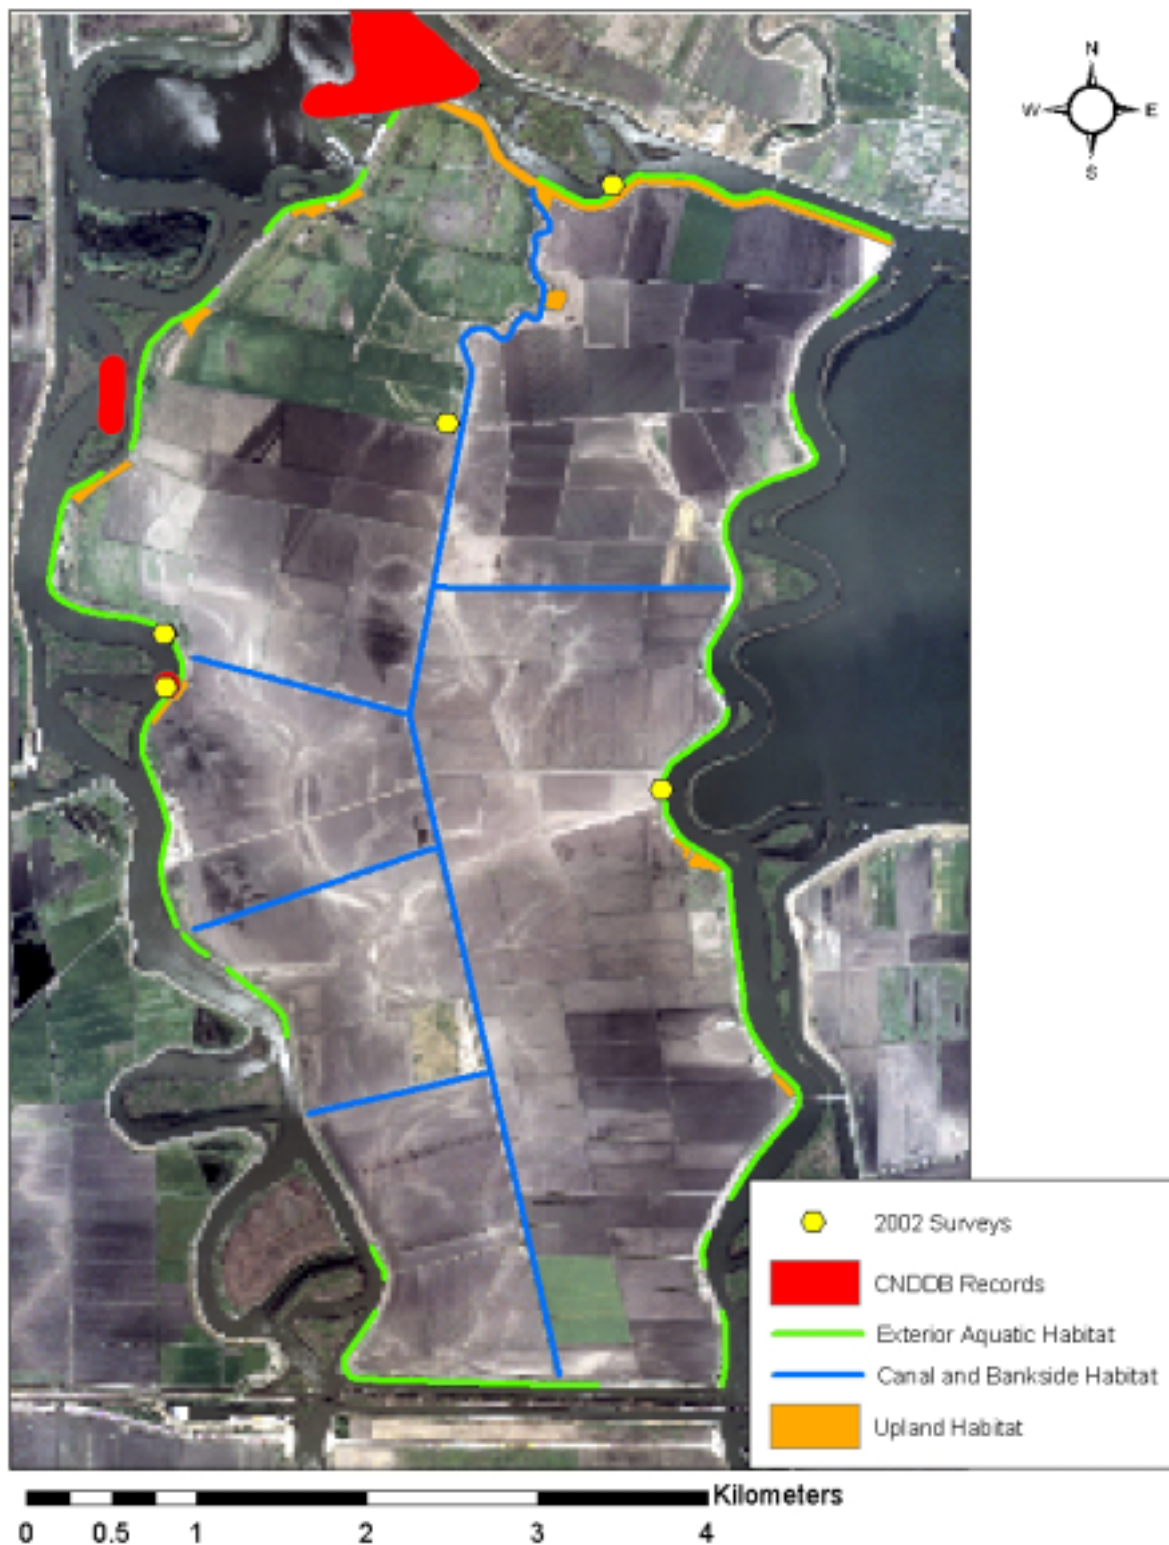 N
W E
S
2002 Surveys
CNDDB Records
Exterior Aquatic Habitat
Canal and Bankside Habitat
Upland Habitat
Kilometers
0 0.5 1 2 3 4